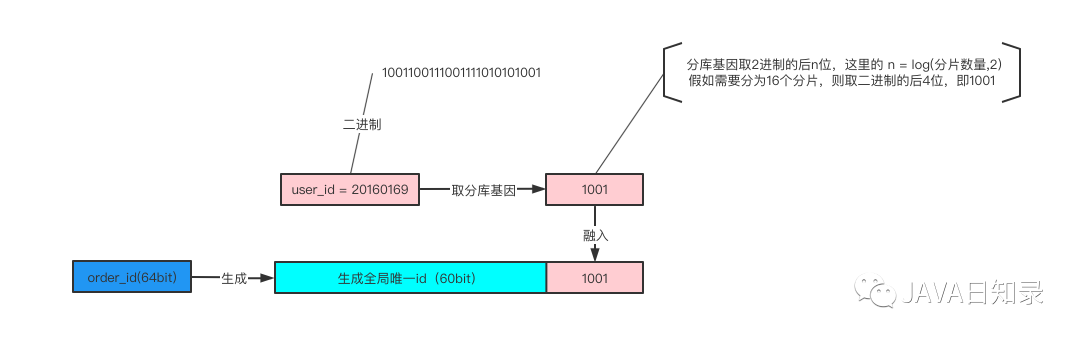 1001100111001111010101001
分库基因取2进制的后n位，这里的 n = log(分片数量,2)
假如需要分为16个分片，则取二进制的后4位，即1001
二进制
user_id = 20160169
取分库基因
1001
融入
order_id(64bit)
生成
生成全局唯一id（60bit）
1001
JAVA日知录